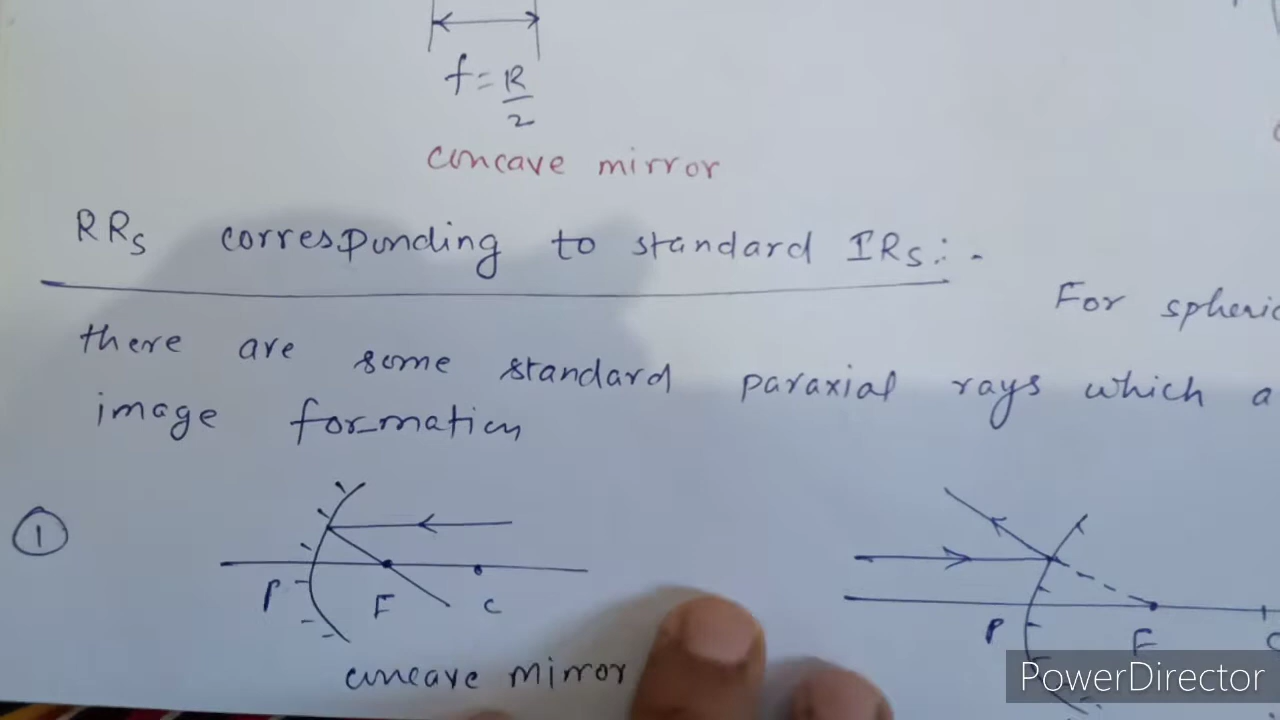 f = R/2
concave mirror
RRs corresponding to standard IRs:-
For spheric
there are some standard paraxial rays which a
image formation
1
P F C
concave mirror
P F C
PowerDirector